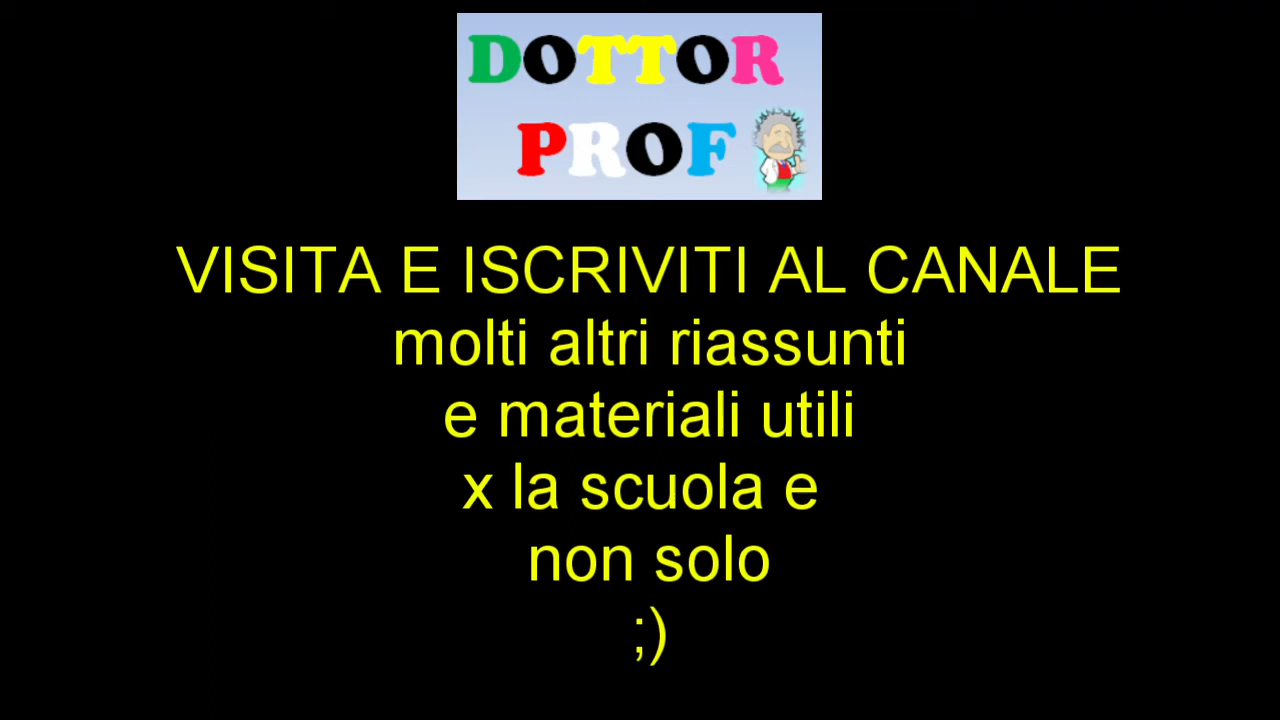 DOTTOR
PROF
VISITA E ISCRIVITI AL CANALE
molti altri riassunti
e materiali utili
x la scuola e
non solo
;)